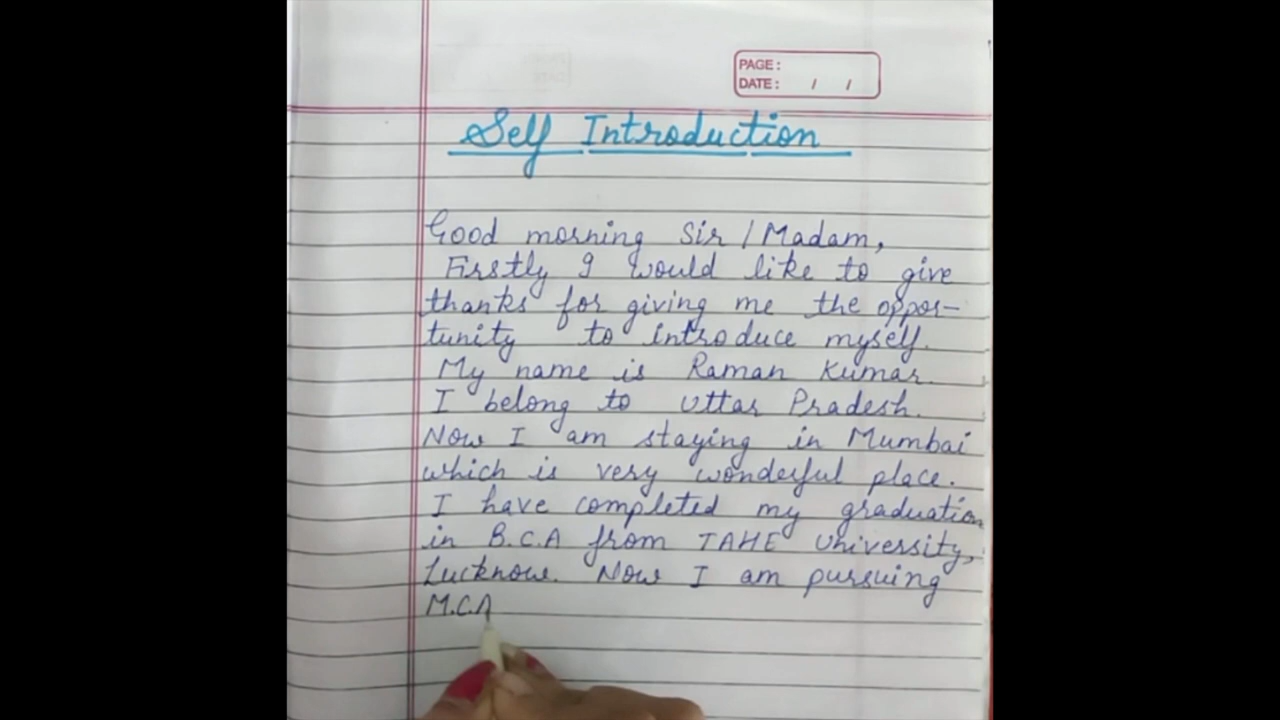 PAGE :
DATE : / /
Self Introduction
Good morning Sir / Madam,
Firstly I would like to give
thanks for giving me the oppor-
tunity to introduce myself.
My name is Raman Kumar.
I belong to Uttar Pradesh.
Now I am staying in Mumbai
which is very wonderful place.
I have completed my graduation
in B.C.A from TAHE University,
Lucknow. Now I am pursuing
M.C.A